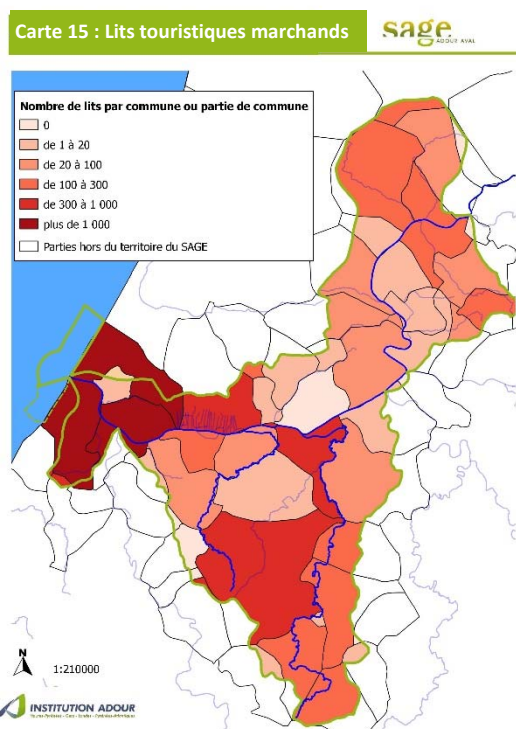 Carte 15 : Lits touristiques marchands
sage
ADOUR AVAL
Nombre de lits par commune ou partie de commune
0
de 1 à 20
de 20 à 100
de 100 à 300
de 300 à 1 000
plus de 1 000
Parties hors du territoire du SAGE
N
1:210000
INSTITUTION ADOUR